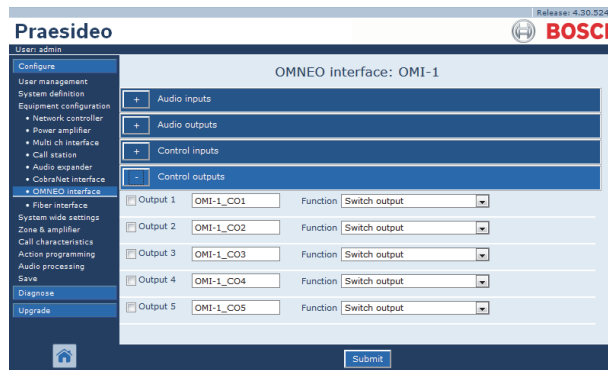 Release: 4.30.524
Praesideo
BOSCH
User: admin
Configure
User management
System definition
Equipment configuration
• Network controller
• Power amplifier
• Multi ch interface
• Call station
• Audio expander
• CobraNet interface
• OMNEO interface
• Fiber interface
System wide settings
Zone & amplifier
Call characteristics
Action programming
Audio processing
Save
Diagnose
Upgrade
OMNEO interface: OMI-1
+ Audio inputs
+ Audio outputs
+ Control inputs
- Control outputs
Output 1 OMI-1_CO1 Function Switch output
Output 2 OMI-1_CO2 Function Switch output
Output 3 OMI-1_CO3 Function Switch output
Output 4 OMI-1_CO4 Function Switch output
Output 5 OMI-1_CO5 Function Switch output
Submit